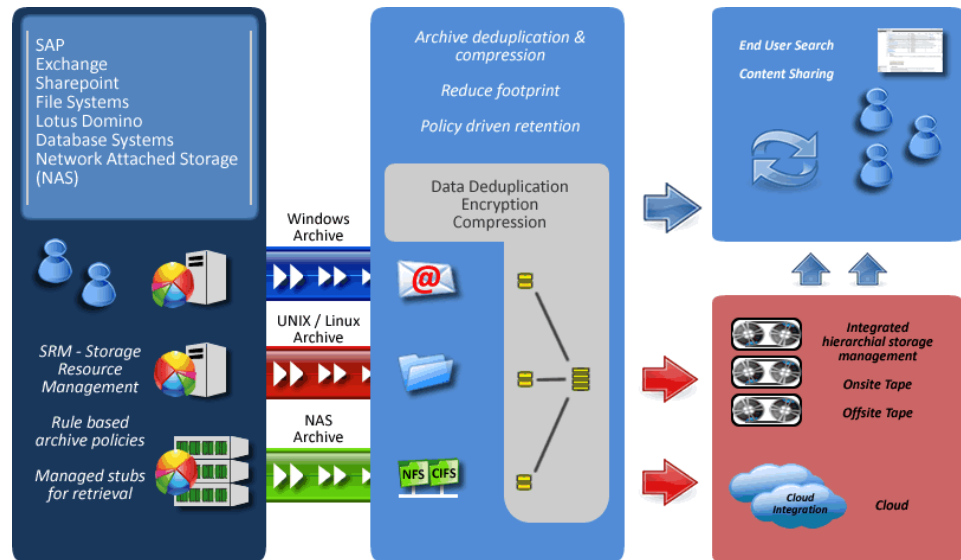 SAP
Exchange
Sharepoint
File Systems
Lotus Domino
Database Systems
Network Attached Storage
(NAS)
SRM - Storage
Resource
Management
Rule based
archive policies
Managed stubs
for retrieval
Windows
Archive
UNIX / Linux
Archive
NAS
Archive
Archive deduplication &
compression
Reduce footprint
Policy driven retention
Data Deduplication
Encryption
Compression
@
NFS CIFS
End User Search
Content Sharing
Integrated
hierarchial storage
management
Onsite Tape
Offsite Tape
Cloud
Integration
Cloud